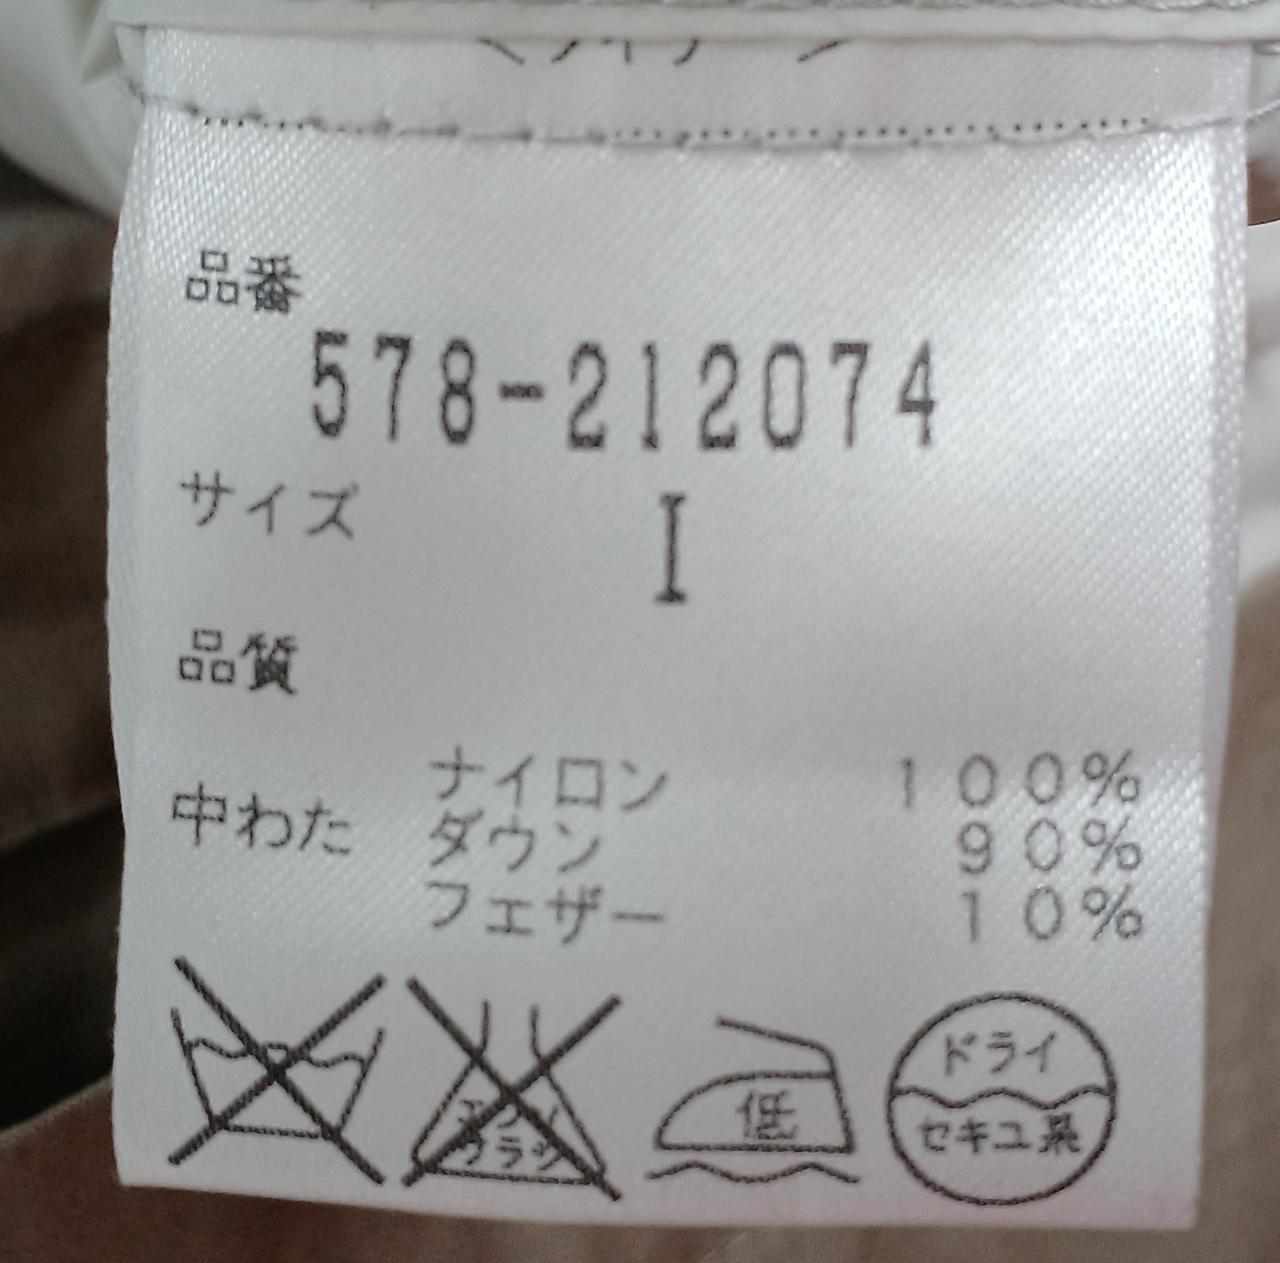 品番
578-212074
サイズ I
品質
ナイロン 100%
中わた ダウン 90%
フェザー 10%
低
ドライ
セキユ系